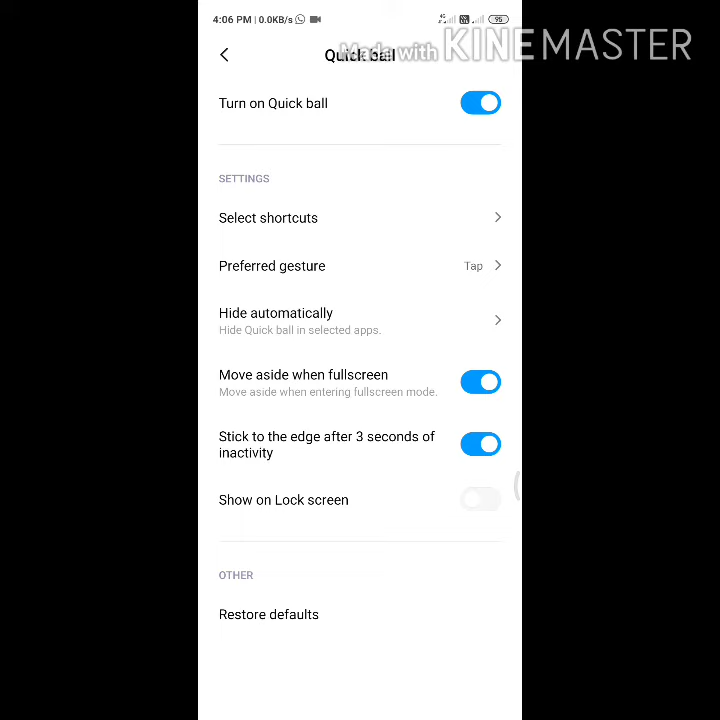 4:06 PM | 0.0KB/s 4G 95
Made with KINEMASTER
Quick ball
Turn on Quick ball
SETTINGS
Select shortcuts
Preferred gesture Tap
Hide automatically
Hide Quick ball in selected apps.
Move aside when fullscreen
Move aside when entering fullscreen mode.
Stick to the edge after 3 seconds of
inactivity
Show on Lock screen
OTHER
Restore defaults